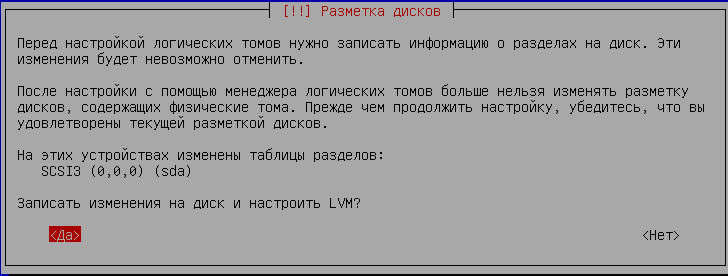 [!!] Разметка дисков
Перед настройкой логических томов нужно записать информацию о разделах на диск. Эти
изменения будет невозможно отменить.
После настройки с помощью менеджера логических томов больше нельзя изменять разметку
дисков, содержащих физические тома. Прежде чем продолжить настройку, убедитесь, что вы
удовлетворены текущей разметкой дисков.
На этих устройствах изменены таблицы разделов:
SCSI3 (0,0,0) (sda)
Записать изменения на диск и настроить LVM?
<Да> <Нет>